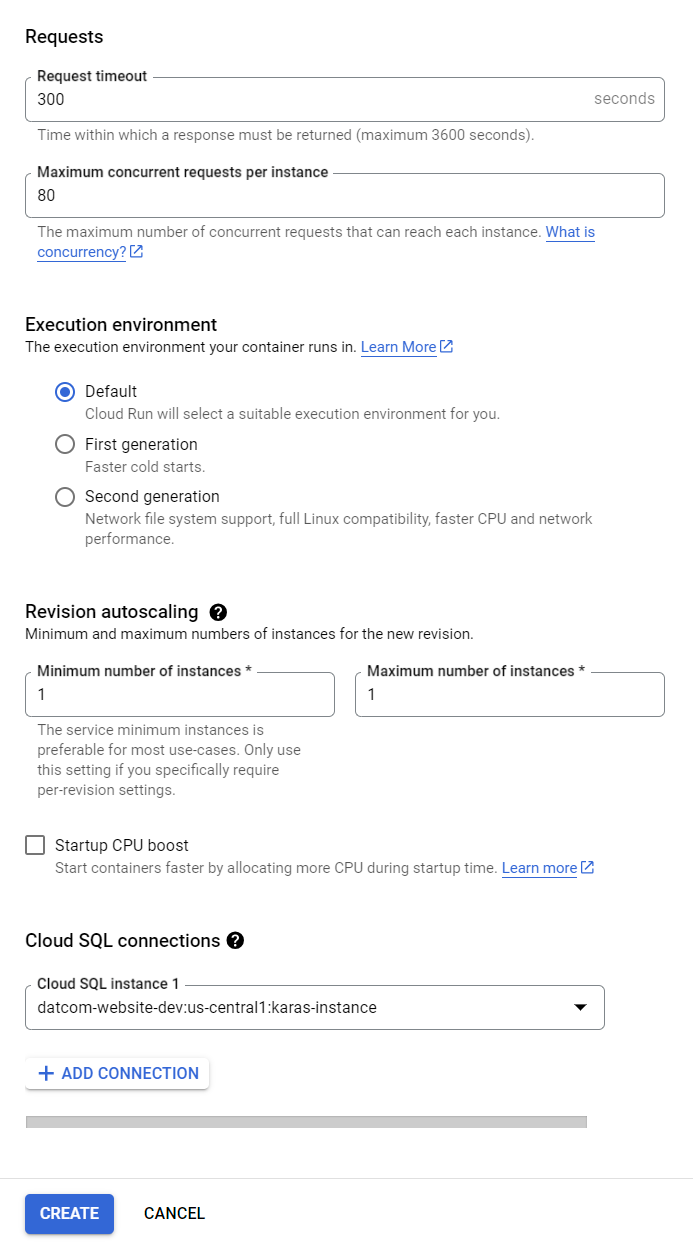 Requests
Request timeout
300
seconds
Time within which a response must be returned (maximum 3600 seconds).
Maximum concurrent requests per instance
80
The maximum number of concurrent requests that can reach each instance. What is
concurrency?
Execution environment
The execution environment your container runs in. Learn More
Default
Cloud Run will select a suitable execution environment for you.
First generation
Faster cold starts.
Second generation
Network file system support, full Linux compatibility, faster CPU and network
performance.
Revision autoscaling
Minimum and maximum numbers of instances for the new revision.
Minimum number of instances *
1
Maximum number of instances *
1
The service minimum instances is
preferable for most use-cases. Only use
this setting if you specifically require
per-revision settings.
Startup CPU boost
Start containers faster by allocating more CPU during startup time. Learn more
Cloud SQL connections
Cloud SQL instance 1
datcom-website-dev:us-central1:karas-instance
ADD CONNECTION
CREATE
CANCEL